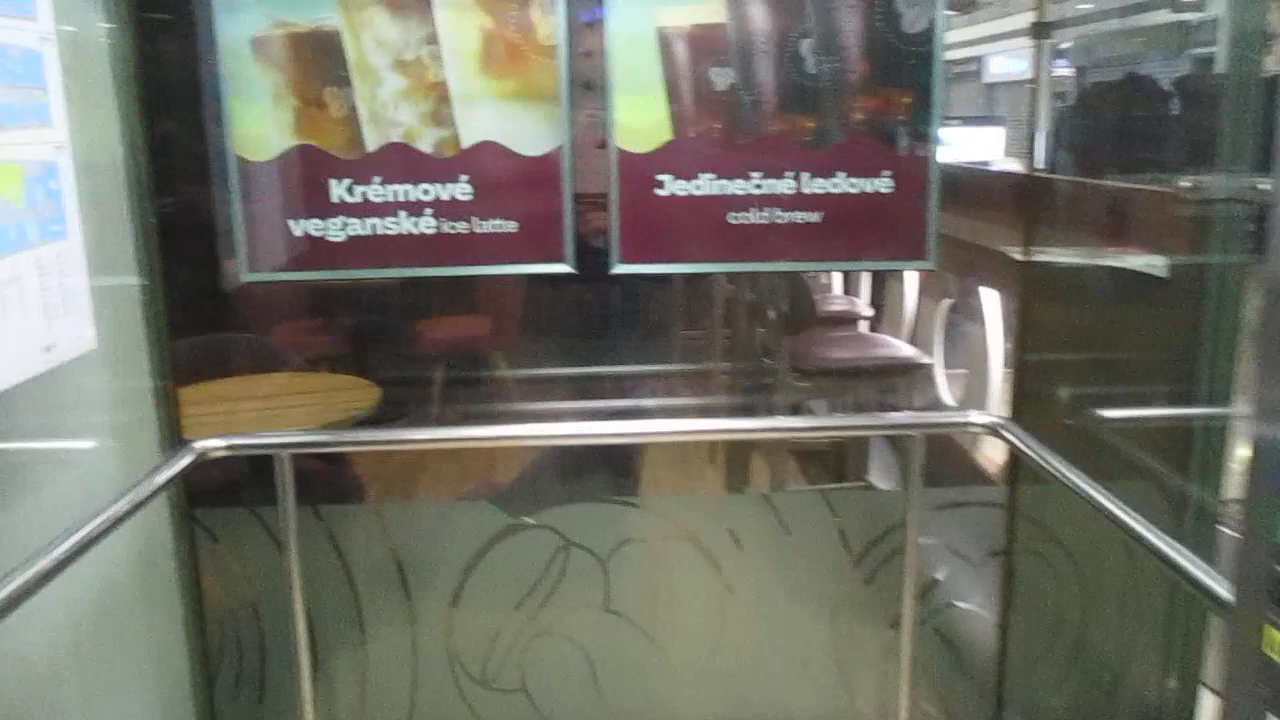 Krémové
veganské ice latte
Jedinečné ledové
cold brew